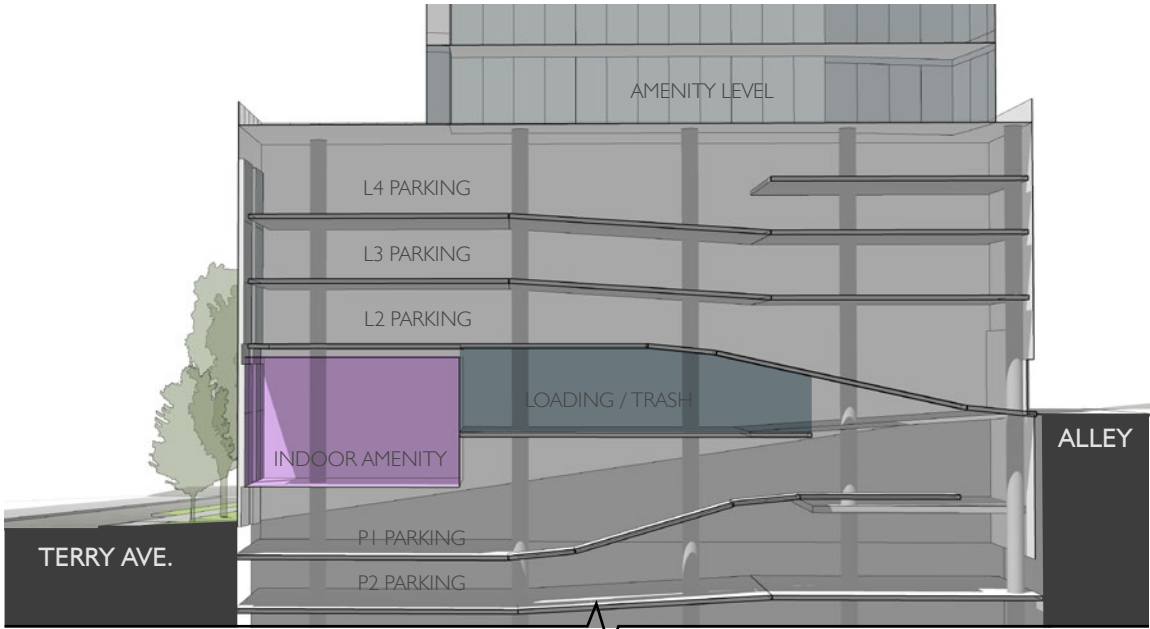 AMENITY LEVEL
L4 PARKING
L3 PARKING
L2 PARKING
LOADING / TRASH
ALLEY
INDOOR AMENITY
P1 PARKING
TERRY AVE.
P2 PARKING